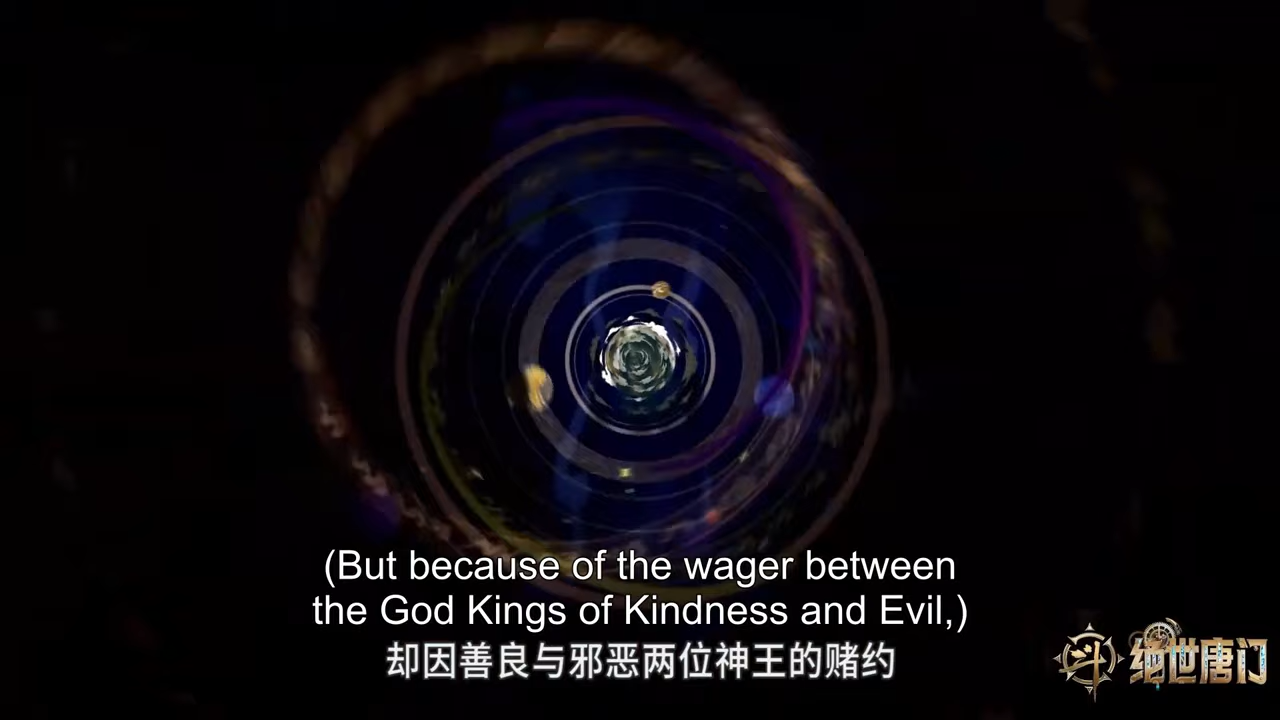 (But because of the wager between
the God Kings of Kindness and Evil,)
却因善良与邪恶两位神王的赌约
斗 绝世唐门